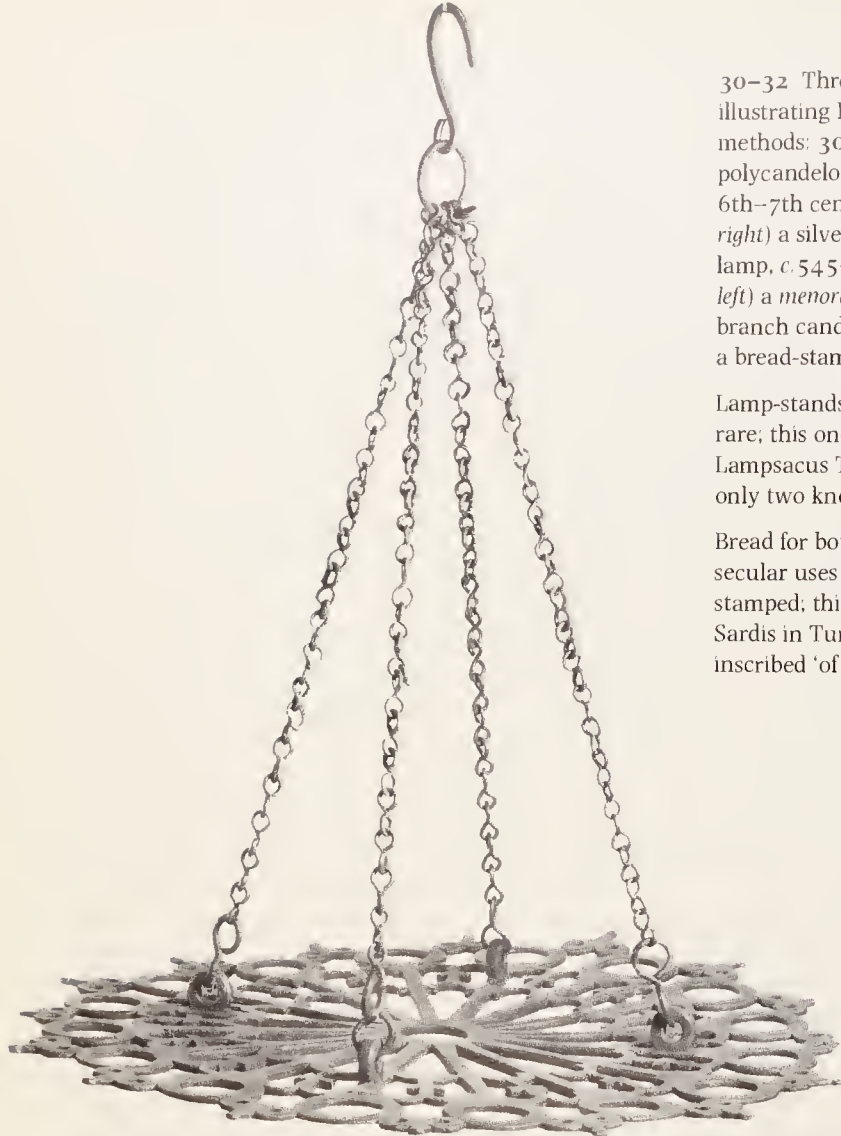 30–32
illustrating
methods:
polycandelo
6th–7th cen
right) a silve
lamp, c. 545
left) a menor
branch cand
a bread-stam
Lamp-stands
rare; this on
Lampsacus T
only two kno
Bread for bo
secular uses
stamped; thi
Sardis in Tur
inscribed ‘of